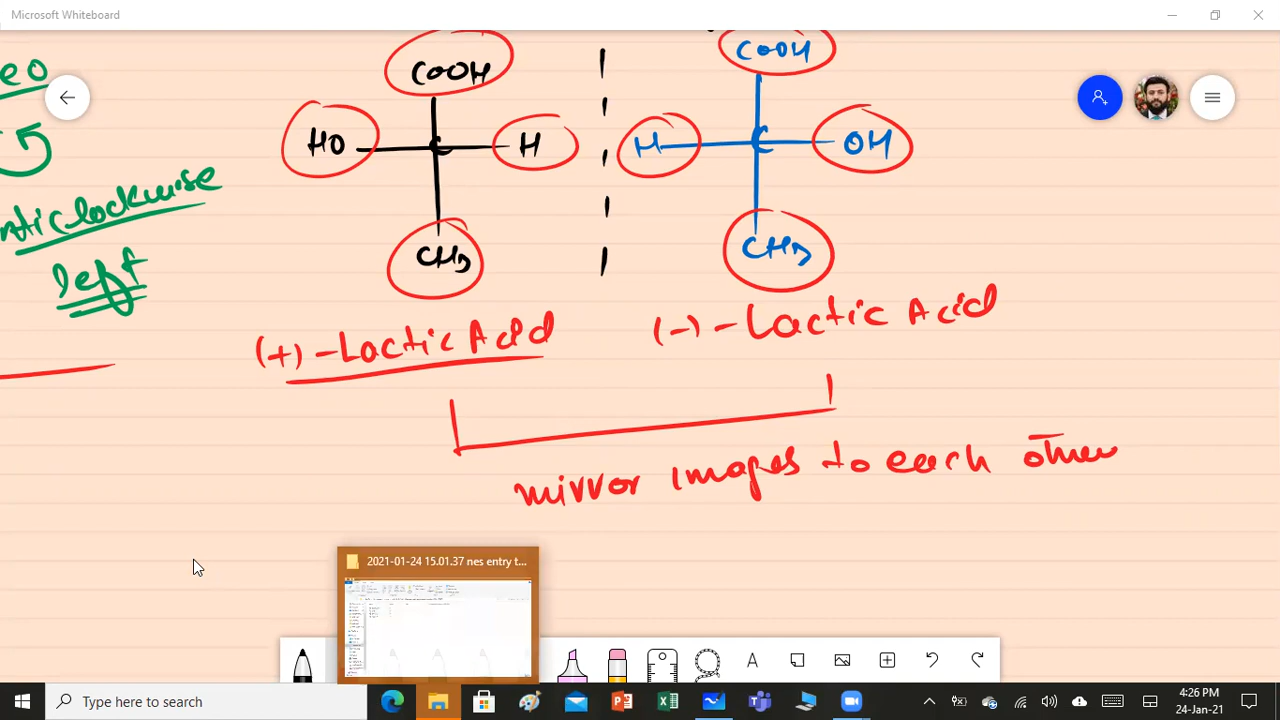 Microsoft Whiteboard
COOH
COOH
HO
C
H
H
C
OH
anticlockwise
left
CH3
CH3
(+)-Lactic Acid
(-)-Lactic Acid
mirror images to each other
2021-01-24 15.01.37 nes entry t...
A
Type here to search
4:26 PM
24-Jan-21